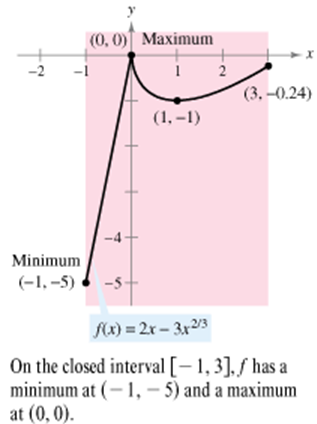 y
(0, 0) Maximum
x
−2 −1 1 2
(3, −0.24)
(1, −1)
−4
Minimum
(−1, −5) −5
f(x) = 2x − 3x^{2/3}
On the closed interval [− 1, 3], f has a
minimum at (− 1, − 5) and a maximum
at (0, 0).